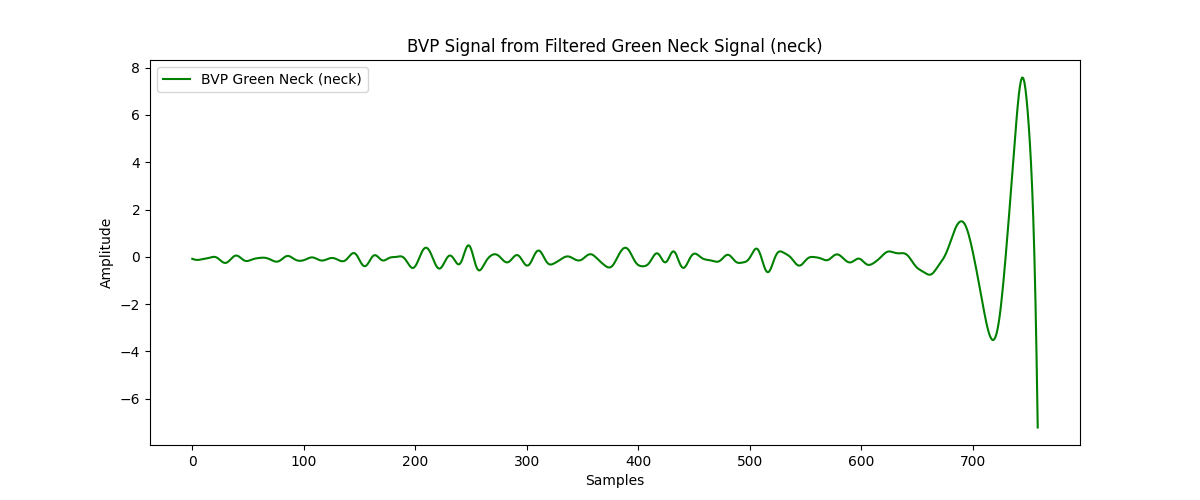 BVP Signal from Filtered Green Neck Signal (neck)
BVP Green Neck (neck)
Amplitude
8
6
4
2
0
−2
−4
−6
0 100 200 300 400 500 600 700
Samples